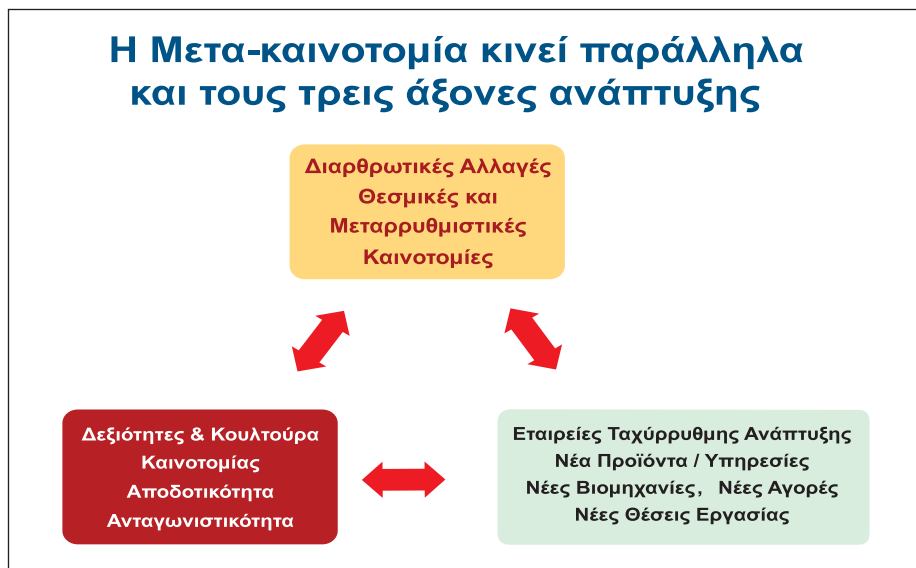 Η Μετα-καινοτομία κινεί παράλληλα
και τους τρεις άξονες ανάπτυξης
Διαρθρωτικές Αλλαγές
Θεσμικές και
Μεταρρυθμιστικές
Καινοτομίες
Δεξιότητες & Κουλτούρα
Καινοτομίας
Αποδοτικότητα
Ανταγωνιστικότητα
Εταιρείες Ταχύρρυθμης Ανάπτυξης
Νέα Προϊόντα / Υπηρεσίες
Νέες Βιομηχανίες, Νέες Αγορές
Νέες Θέσεις Εργασίας